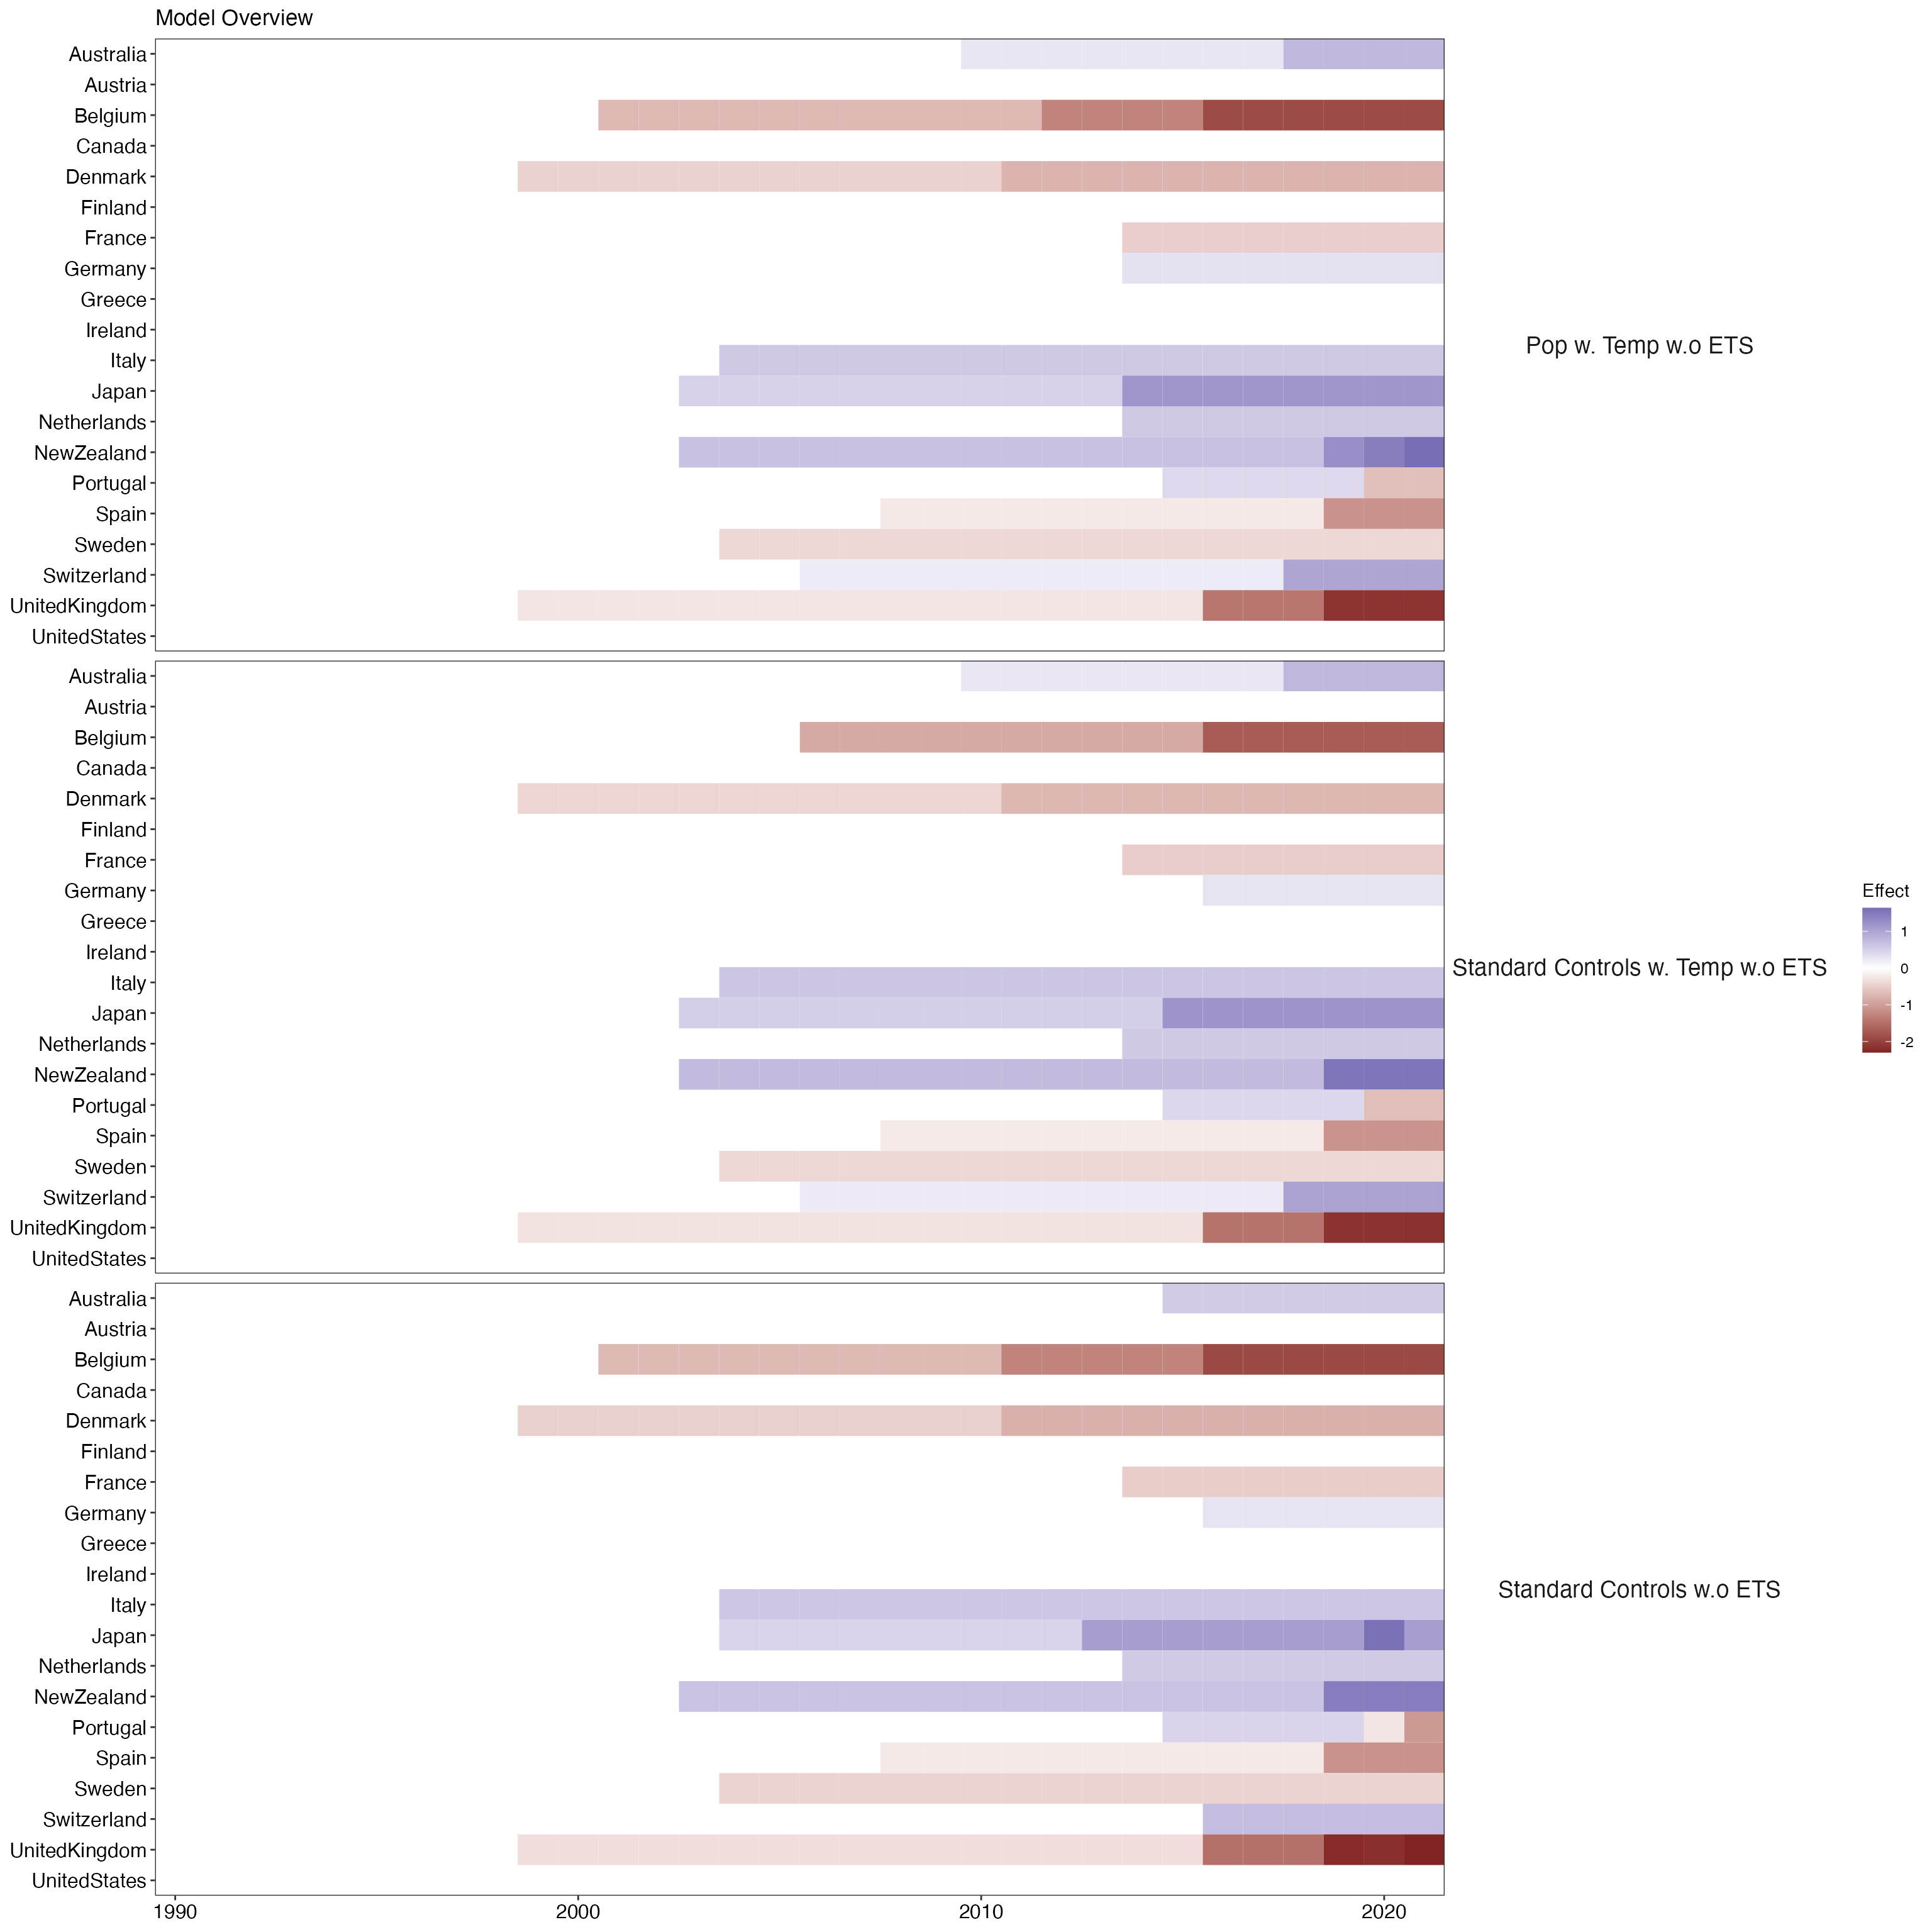 Model Overview
Australia
Austria
Belgium
Canada
Denmark
Finland
France
Germany
Greece
Ireland
Italy
Japan
Netherlands
NewZealand
Portugal
Spain
Sweden
Switzerland
UnitedKingdom
UnitedStates
Pop w. Temp w.o ETS
Australia
Austria
Belgium
Canada
Denmark
Finland
France
Germany
Greece
Ireland
Italy
Japan
Netherlands
NewZealand
Portugal
Spain
Sweden
Switzerland
UnitedKingdom
UnitedStates
Standard Controls w. Temp w.o ETS
Australia
Austria
Belgium
Canada
Denmark
Finland
France
Germany
Greece
Ireland
Italy
Japan
Netherlands
NewZealand
Portugal
Spain
Sweden
Switzerland
UnitedKingdom
UnitedStates
Standard Controls w.o ETS
1990 2000 2010 2020
Effect
1
0
-1
-2